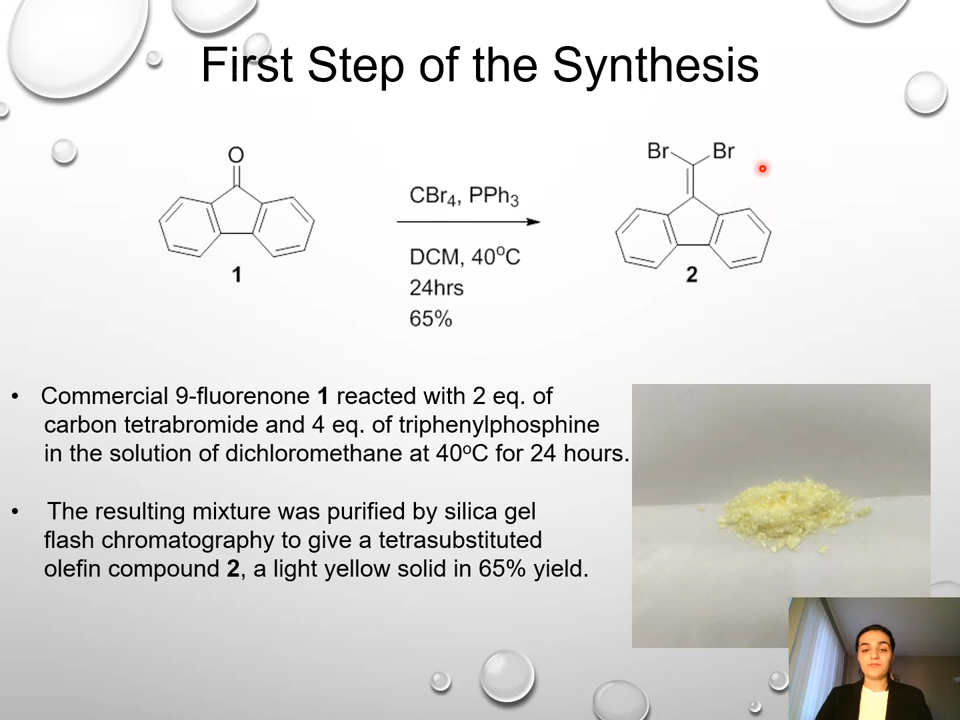 First Step of the Synthesis
O
1
CBr4, PPh3
DCM, 40oC
24hrs
65%
Br Br
2
• Commercial 9-fluorenone 1 reacted with 2 eq. of
carbon tetrabromide and 4 eq. of triphenylphosphine
in the solution of dichloromethane at 40oC for 24 hours.
• The resulting mixture was purified by silica gel
flash chromatography to give a tetrasubstituted
olefin compound 2, a light yellow solid in 65% yield.